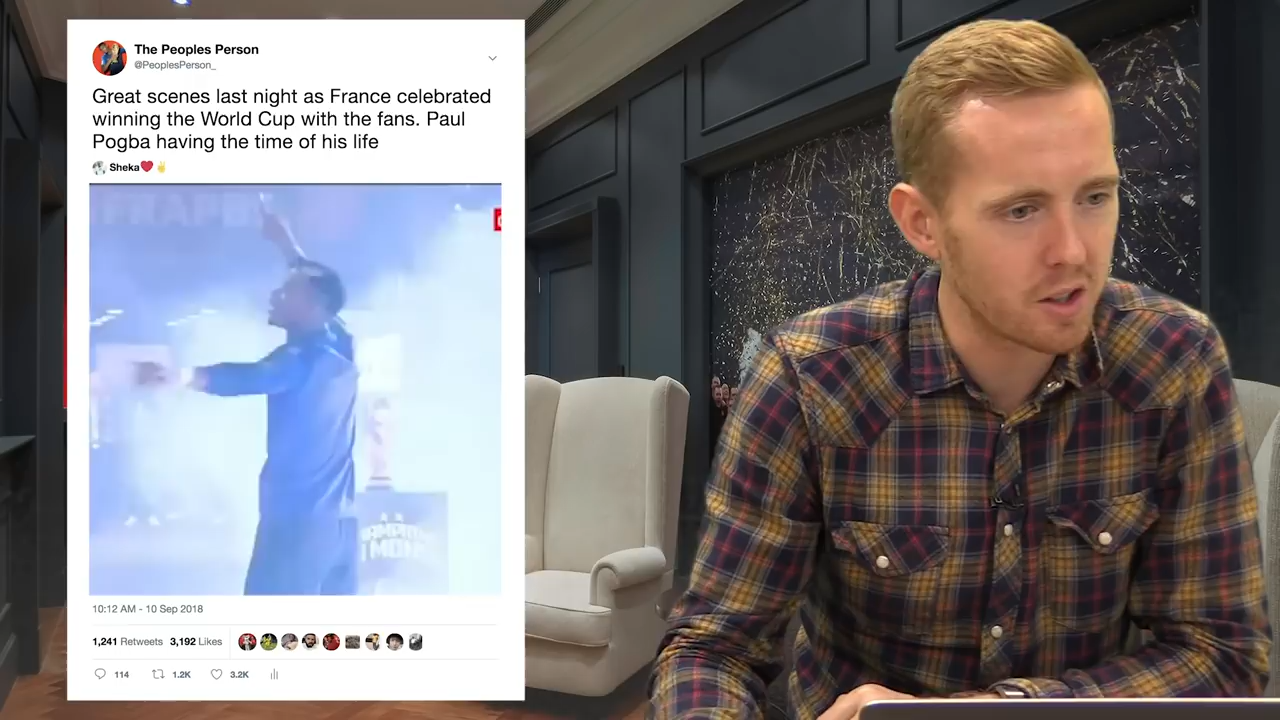 The Peoples Person
@PeoplesPerson_
Great scenes last night as France celebrated
winning the World Cup with the fans. Paul
Pogba having the time of his life
Sheka❤️✌️
10:12 AM - 10 Sep 2018
1,241 Retweets 3,192 Likes
114 1.2K 3.2K